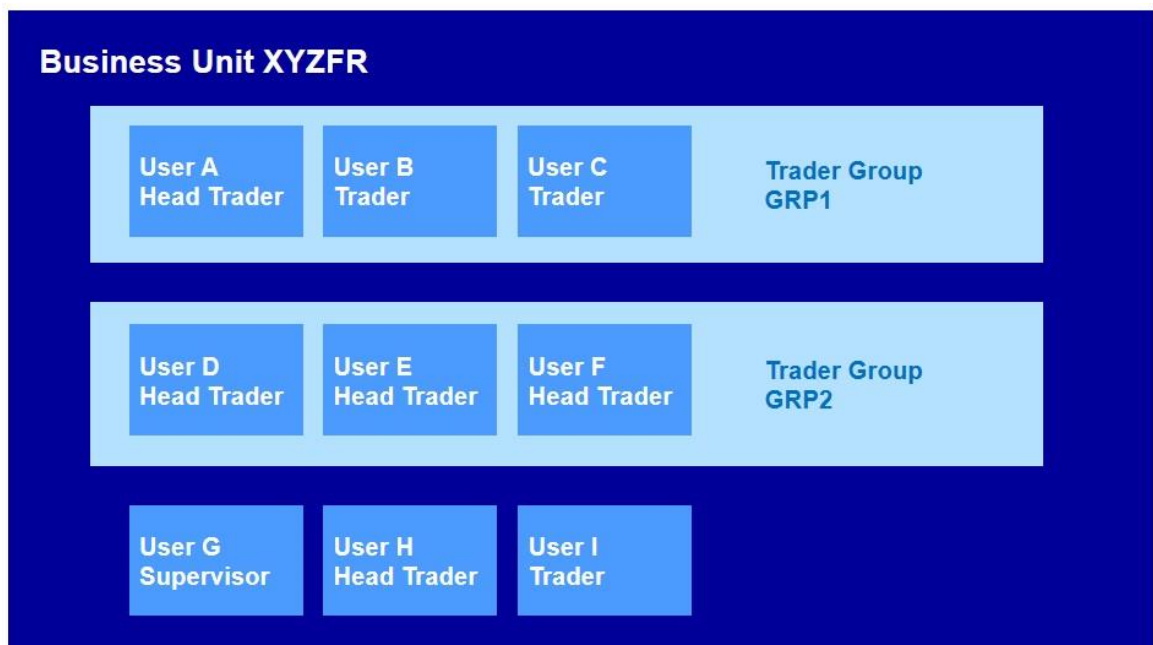 Business Unit XYZFR
User A
Head Trader
User B
Trader
User C
Trader
Trader Group
GRP1
User D
Head Trader
User E
Head Trader
User F
Head Trader
Trader Group
GRP2
User G
Supervisor
User H
Head Trader
User I
Trader